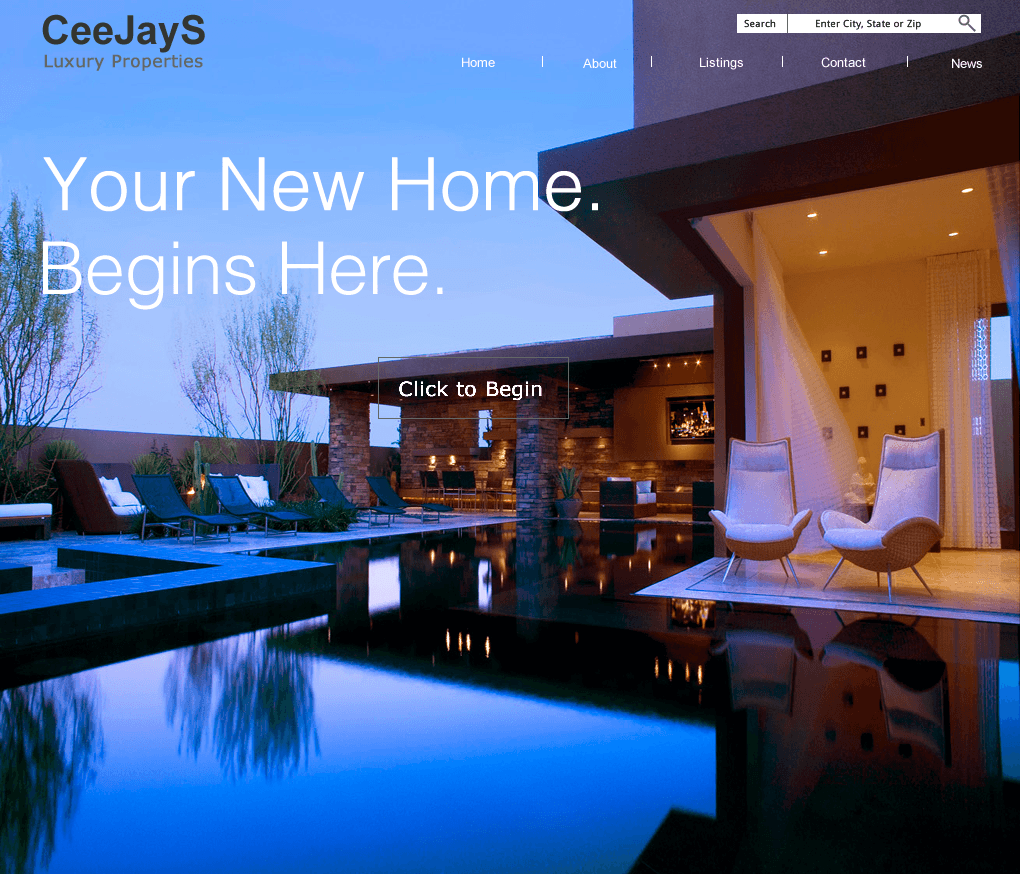 CeeJayS
Luxury Properties
Search
Enter City, State or Zip
Home
About
Listings
Contact
News
Your New Home.
Begins Here.
Click to Begin